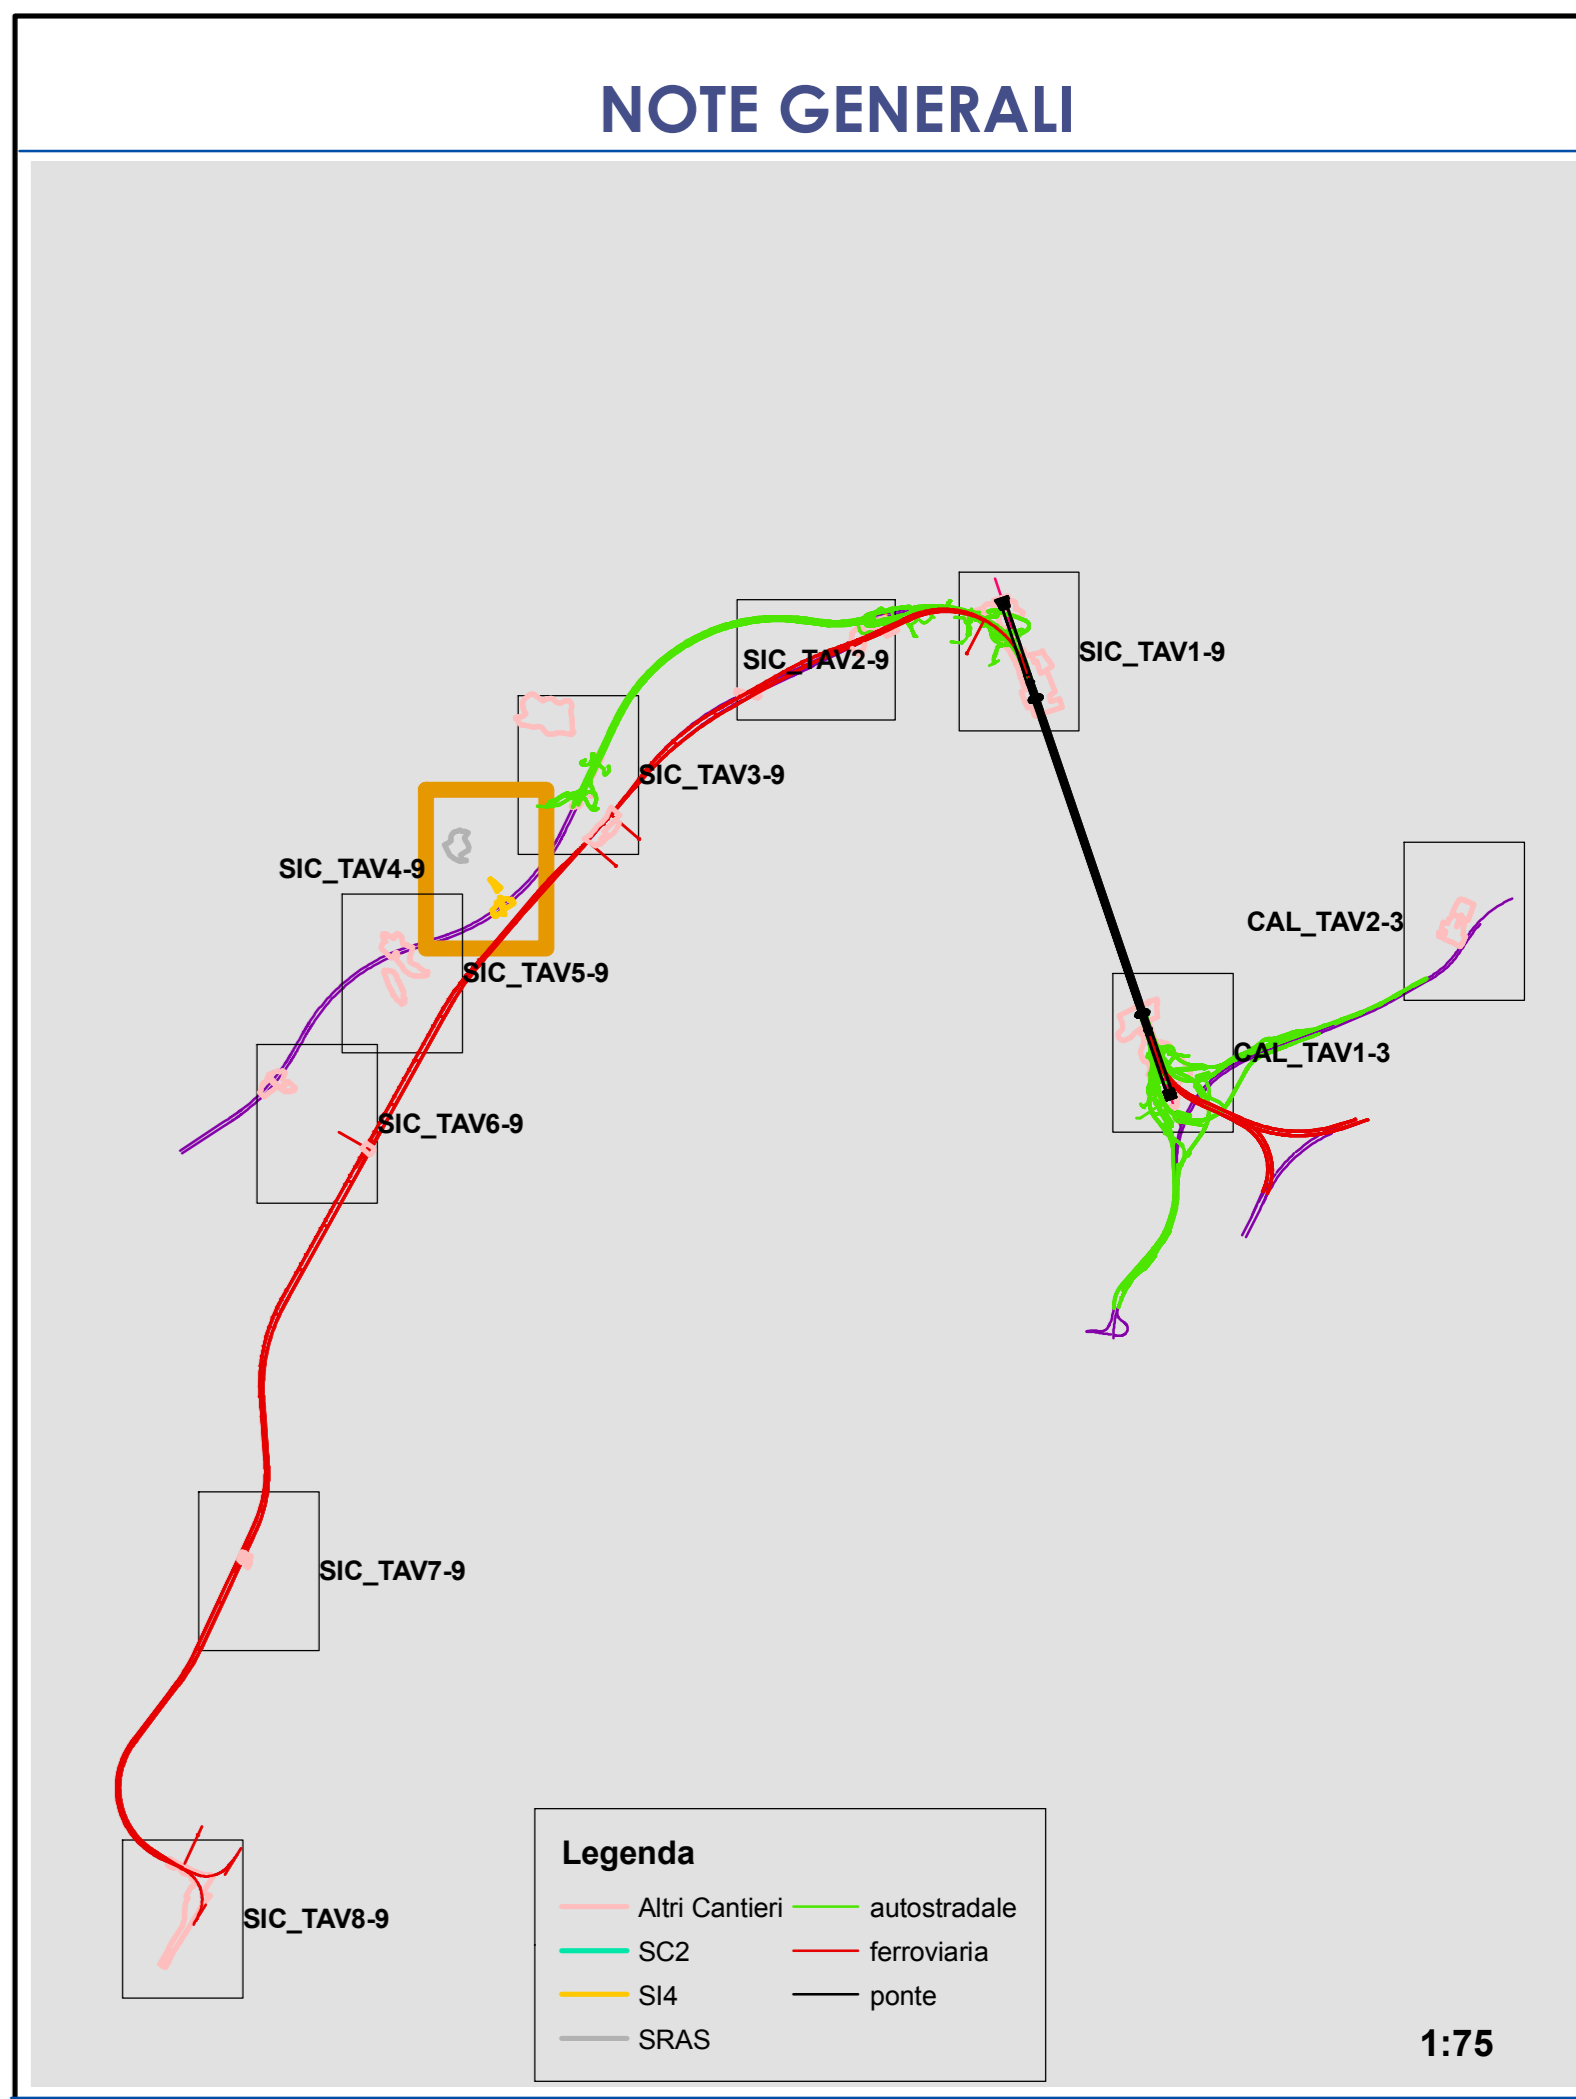 NOTE GENERALI
SIC_TAV1-9
SIC_TAV2-9
SIC_TAV3-9
SIC_TAV4-9
CAL_TAV2-3
SIC_TAV5-9
CAL_TAV1-3
SIC_TAV6-9
SIC_TAV7-9
SIC_TAV8-9
Legenda
Altri Cantieri
SC2
SI4
SRAS
autostradale
ferroviaria
ponte
1:75